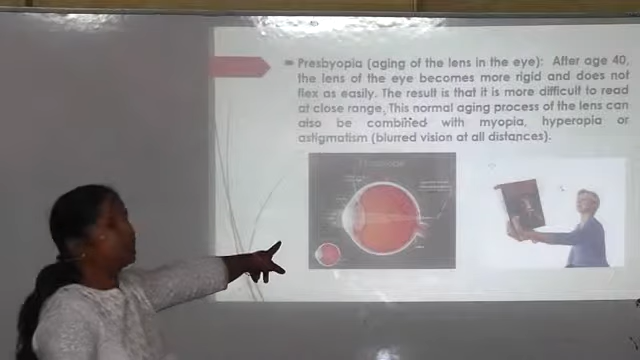 Presbyopia (aging of the lens in the eye): After age 40,
the lens of the eye becomes more rigid and does not
flex as easily. The result is that it is more difficult to read
at close range. This normal aging process of the lens can
also be combined with myopia, hyperopia or
astigmatism (blurred vision at all distances).